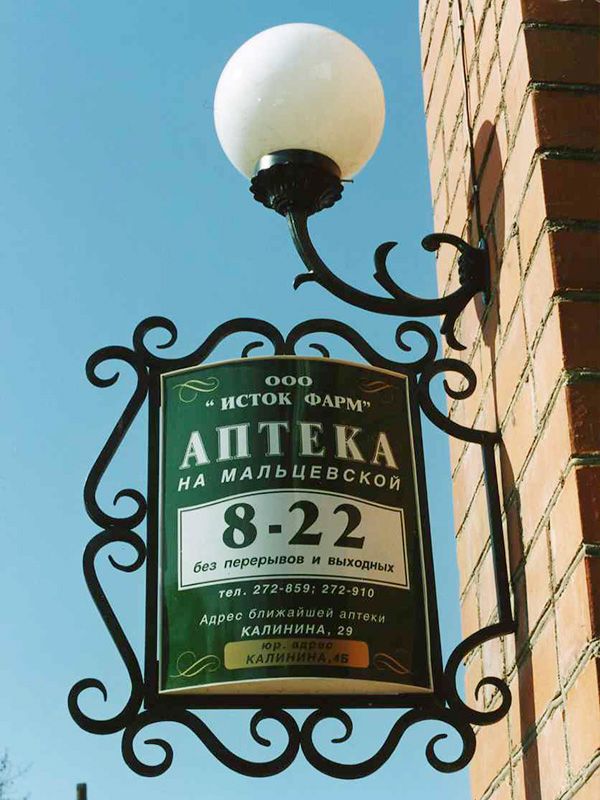 ООО
" ИСТОК ФАРМ"
АПТЕКА
НА МАЛЬЦЕВСКОЙ
8-22
без перерывов и выходных
тел. 272-859; 272-910
Адрес ближайшей аптеки
КАЛИНИНА, 29
юр. адрес
КАЛИНИНА,4Б